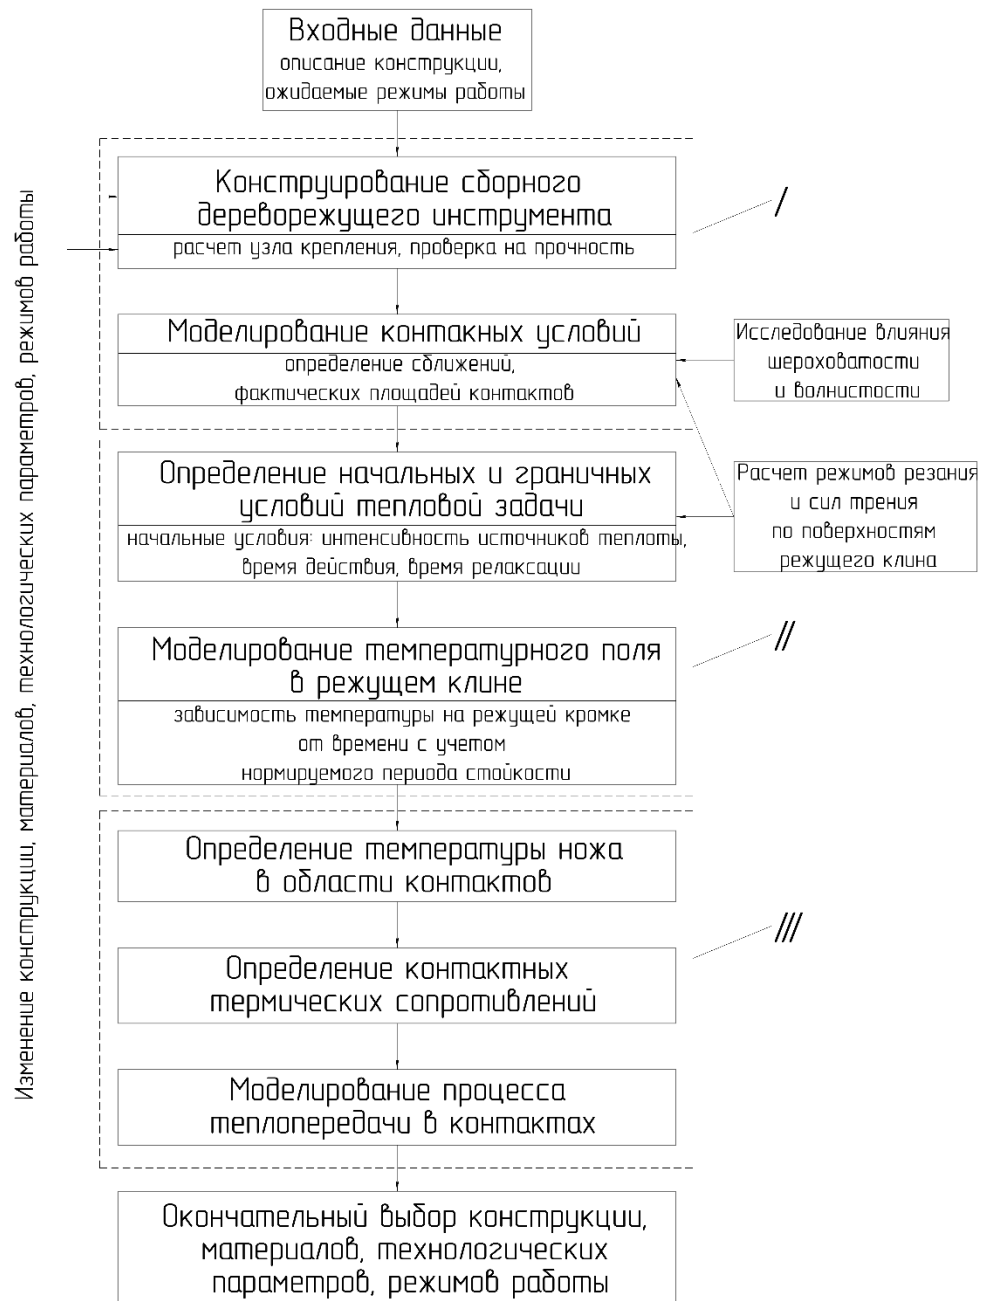 Входные данные
описание конструкции,
ожидаемые режимы работы
Конструирование сборного
дереворежущего инструмента
расчет узла крепления, проверка на прочность
/
Моделирование контакных условий
определение сближений,
фактических площадей контактов
Исследование влияния
шероховатости
и волнистости
Определение начальных и граничных
условий тепловой задачи
начальные условия: интенсивность источников теплоты,
время действия, время релаксации
Расчет режимов резания
и сил трения
по поверхностям
режущего клина
Моделирование температурного поля
в режущем клине
зависимость температуры на режущей кромке
от времени с учетом
нормируемого периода стойкости
//
Определение температуры ножа
в области контактов
Определение контактных
термических сопротивлений
///
Моделирование процесса
теплопередачи в контактах
Окончательный выбор конструкции,
материалов, технологических
параметров, режимов работы
Изменение конструкции, материалов, технологических параметров, режимов работы